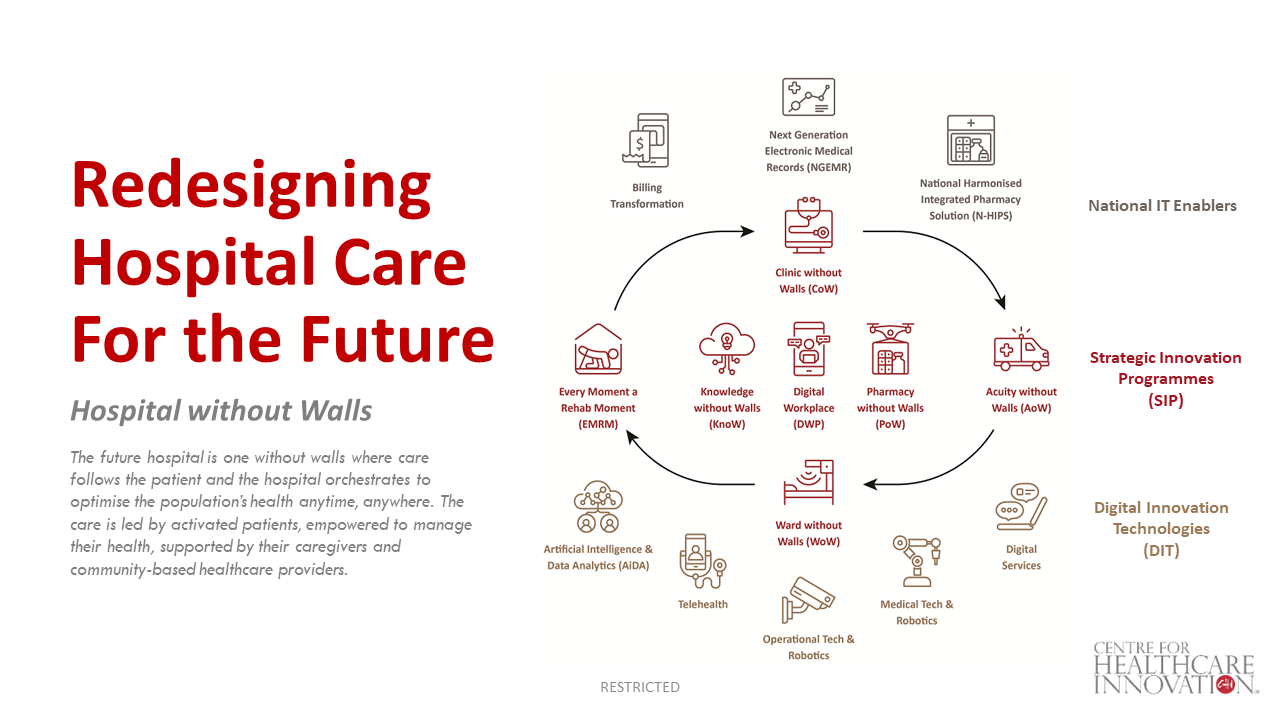 Redesigning
Hospital Care
For the Future
Hospital without Walls
The future hospital is one without walls where care
follows the patient and the hospital orchestrates to
optimise the population's health anytime, anywhere. The
care is led by activated patients, empowered to manage
their health, supported by their caregivers and
community-based healthcare providers.
Billing
Transformation
Next Generation
Electronic Medical
Records (NGEMR)
National Harmonised
Integrated Pharmacy
Solution (N-HIPS)
National IT Enablers
Clinic without
Walls (CoW)
Every Moment a
Rehab Moment
(EMRM)
Knowledge
without Walls
(KnoW)
Digital
Workplace
(DWP)
Pharmacy
without Walls
(PoW)
Acuity without
Walls (AoW)
Strategic Innovation
Programmes
(SIP)
Ward without
Walls (WoW)
Artificial Intelligence &
Data Analytics (AiDA)
Telehealth
Operational Tech &
Robotics
Medical Tech &
Robotics
Digital
Services
Digital Innovation
Technologies
(DIT)
CENTRE FOR
HEALTHCARE
INNOVATION
RESTRICTED